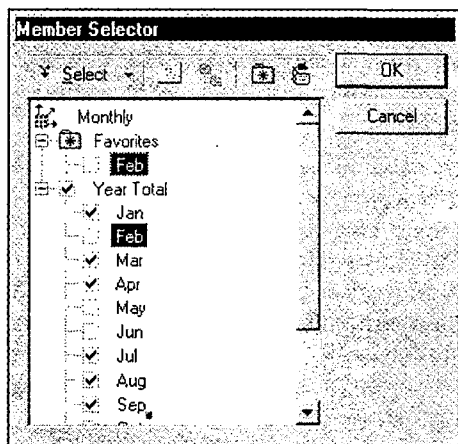 Member Selector
Select
OK
Cancel
Monthly
Favorites
Feb
Year Total
Jan
Feb
Mar
Apr
May
Jun
Jul
Aug
Sep